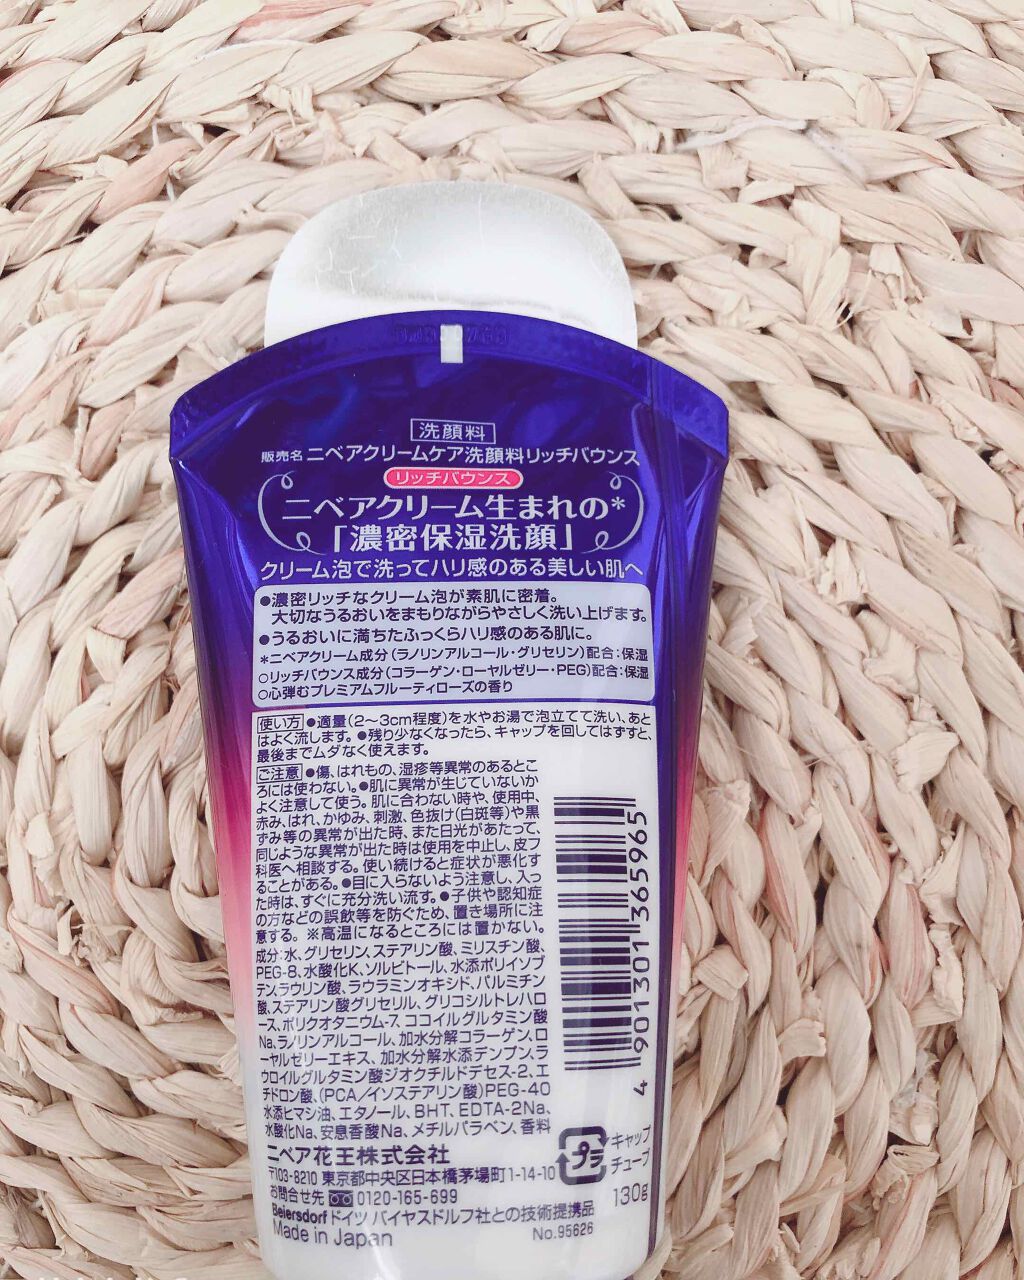 洗顔料
販売名 ニベアクリームケア洗顔料リッチバウンス
リッチバウンス
ニベアクリーム生まれの*
「濃密保湿洗顔」
クリーム泡で洗ってハリ感のある美しい肌へ
●濃密リッチなクリーム泡が素肌に密着。
大切なうるおいをまもりながらやさしく洗い上げます。
●うるおいに満ちたふっくらハリ感のある肌に。
*ニベアクリーム成分(ラノリンアルコール・グリセリン)配合:保湿
○リッチバウンス成分(コラーゲン・ローヤルゼリー・PEG)配合:保湿
○心弾むプレミアムフルーティローズの香り
使い方 ●適量(2〜3cm程度)を水やお湯で泡立てて洗い、あと
はよく流します。●残り少なくなったら、キャップを回してはずすと、
最後までムダなく使えます。
ご注意 ●傷、はれもの、湿疹等異常のあるとこ
ろには使わない。●肌に異常が生じていないか
よく注意して使う。肌に合わない時や、使用中、
赤み、はれ、かゆみ、刺激、色抜け(白斑等)や黒
ずみ等の異常が出た時、また日光があたって、
同じような異常が出た時は使用を中止し、皮フ
科医へ相談する。使い続けると症状が悪化す
ることがある。●目に入らないよう注意し、入っ
た時は、すぐに充分洗い流す。●子供や認知症
の方などの誤飲等を防ぐため、置き場所に注
意する。※高温になるところには置かない。
成分:水、グリセリン、ステアリン酸、ミリスチン酸、
PEG-8、水酸化K、ソルビトール、水添ポリイソブ
テン、ラウリン酸、ラウラミンオキシド、パルミチン
酸、ステアリン酸グリセリル、グリコシルトレハロ
ース、ポリクオタニウム-7、ココイルグルタミン酸
Na、ラノリンアルコール、加水分解コラーゲン、ロ
ーヤルゼリーエキス、加水分解水添デンプン、ラ
ウロイルグルタミン酸ジオクチルドデセス-2、エ
チドロン酸、(PCA/イソステアリン酸)PEG-40
水添ヒマシ油、エタノール、BHT、EDTA-2Na、
水酸化Na、安息香酸Na、メチルパラベン、香料
4 901301 365965
ニベア花王株式会社
〒103-8210 東京都中央区日本橋茅場町1-14-10
お問合せ先 0120-165-699
Beiersdorf ドイツ バイヤスドルフ社との技術提携品
Made in Japan
No.95626
プラ
キャップ
チューブ
130g